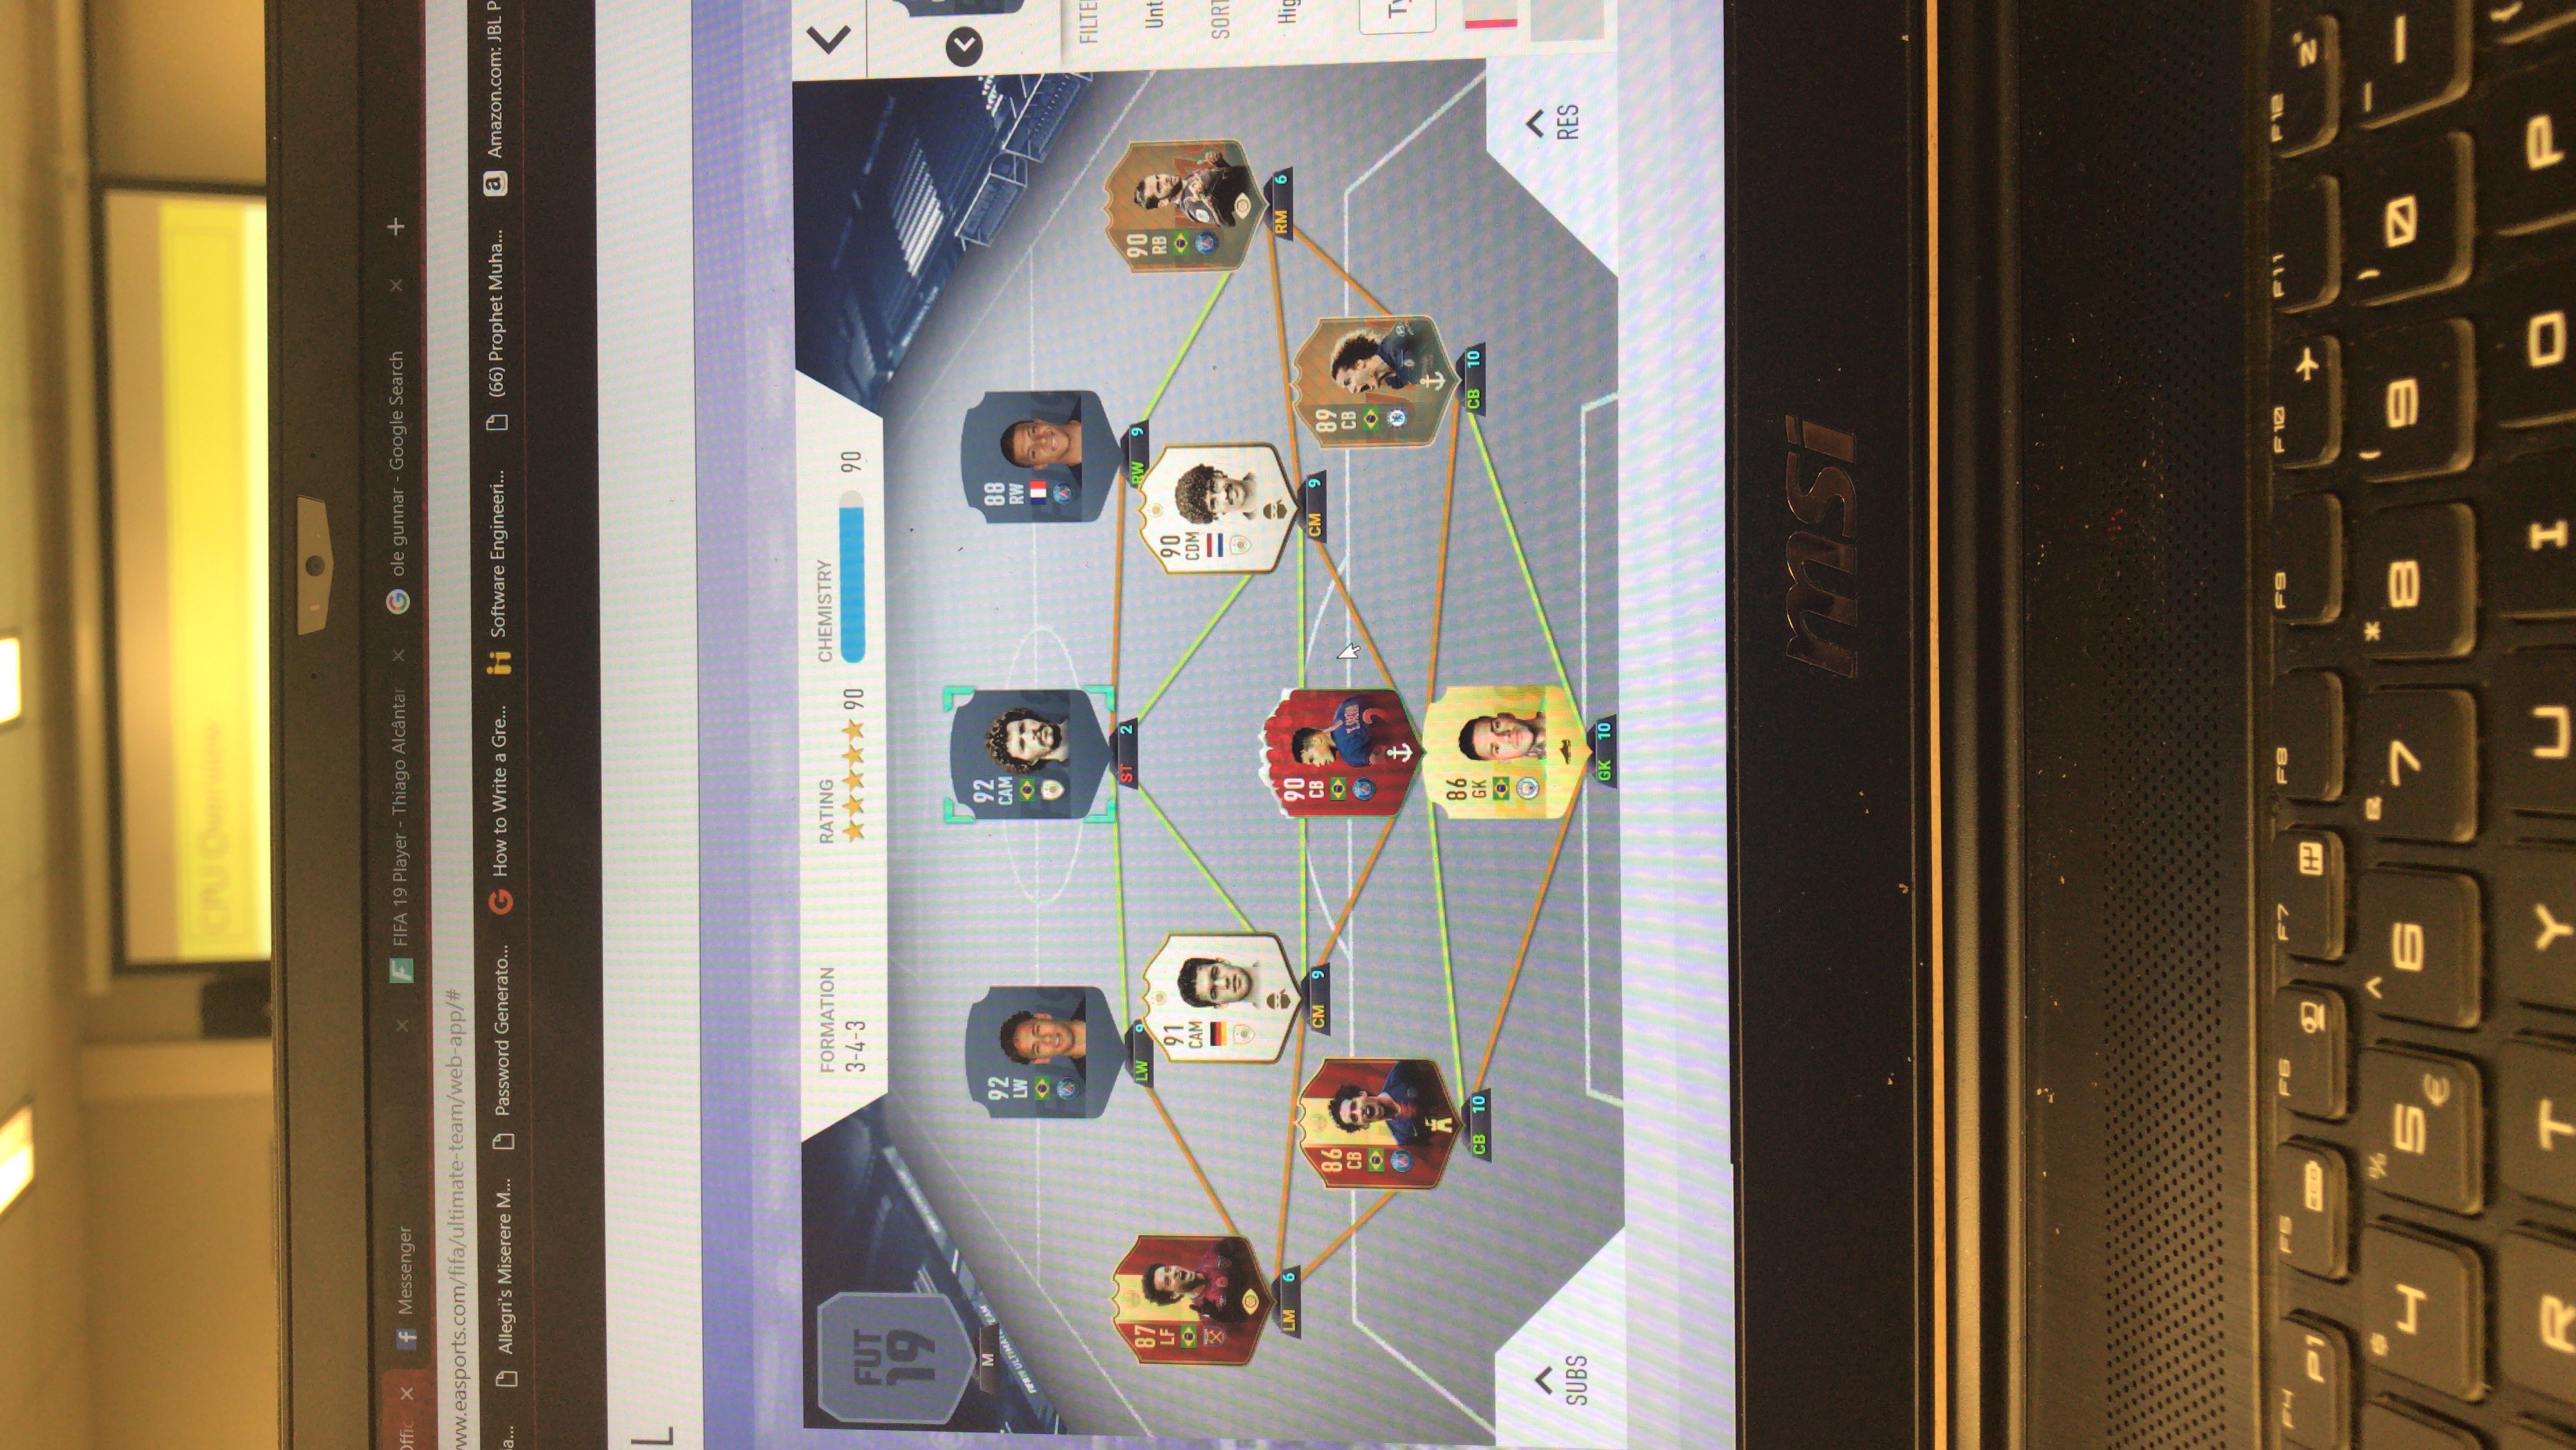 CPU Overview
Offic
Messenger
FIFA 19 Player - Thiago Alcântar
ole gunnar - Google Search
ww.easports.com/fifa/ultimate-team/web-app/#
a...
Allegri's Miserere M...
Password Generato...
How to Write a Gre...
Software Engineeri...
(66) Prophet Muha...
Amazon.com: JBL P
L
FORMATION
3-4-3
RATING
90
CHEMISTRY
90
FUT
19
M
92
LW
LW 9
92
CAM
ST 2
88
RW
RW 9
87
LF
LM 6
91
CAM
CM 9
90
CDM
CM 9
90
RB
RM 6
86
CB
CB 10
90
CB
T. SILVA
2
89
CB
CB 10
86
GK
GK 10
SUBS
RES
FILTE
Unt
SORT
Hig
Ty
msi
F4 P1
F5 ECO
F6
F7
F8
F9
F10
F11
F12 Zz
$ 4
% 5 €
^ 6
& 7
* 8
( 9
) 0
_ -
R T Y U I O P